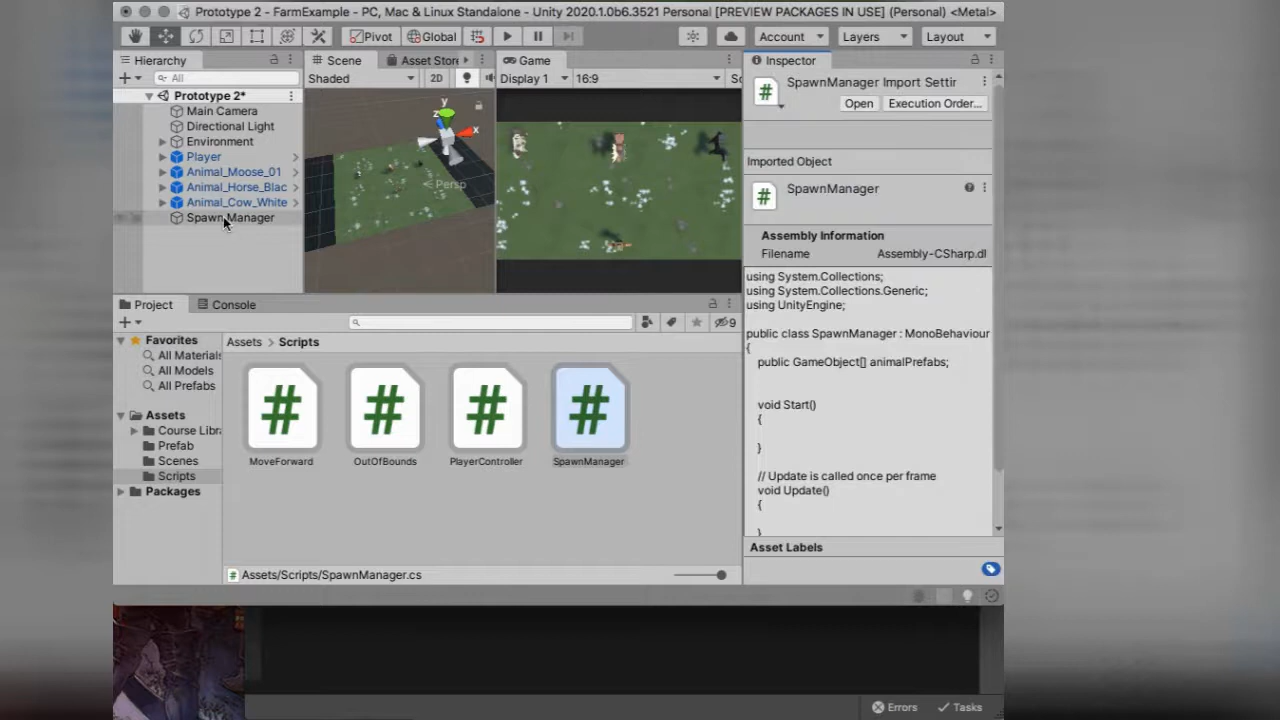 Prototype 2 - FarmExample - PC, Mac & Linux Standalone - Unity 2020.1.0b6.3521 Personal [PREVIEW PACKAGES IN USE] (Personal) <Metal>
Pivot Global Account Layers Layout
Hierarchy
All
Prototype 2*
Main Camera
Directional Light
Environment
Player
Animal_Moose_01
Animal_Horse_Blac
Animal_Cow_White
SpawnManager
Scene Asset Store
Shaded 2D
y
z
x
Persp
Game
Display 1 16:9 Sc
Inspector
SpawnManager Import Settir
Open Execution Order...
Imported Object
SpawnManager
Assembly Information
Filename Assembly-CSharp.dl
using System.Collections;
using System.Collections.Generic;
using UnityEngine;
public class SpawnManager : MonoBehaviour
{
public GameObject[] animalPrefabs;
void Start()
{
}
// Update is called once per frame
void Update()
{
}
Asset Labels
Project Console
9
Favorites
All Materials
All Models
All Prefabs
Assets
Course Libra
Prefab
Scenes
Scripts
Packages
Assets > Scripts
MoveForward OutOfBounds PlayerController SpawnManager
Assets/Scripts/SpawnManager.cs
Errors Tasks